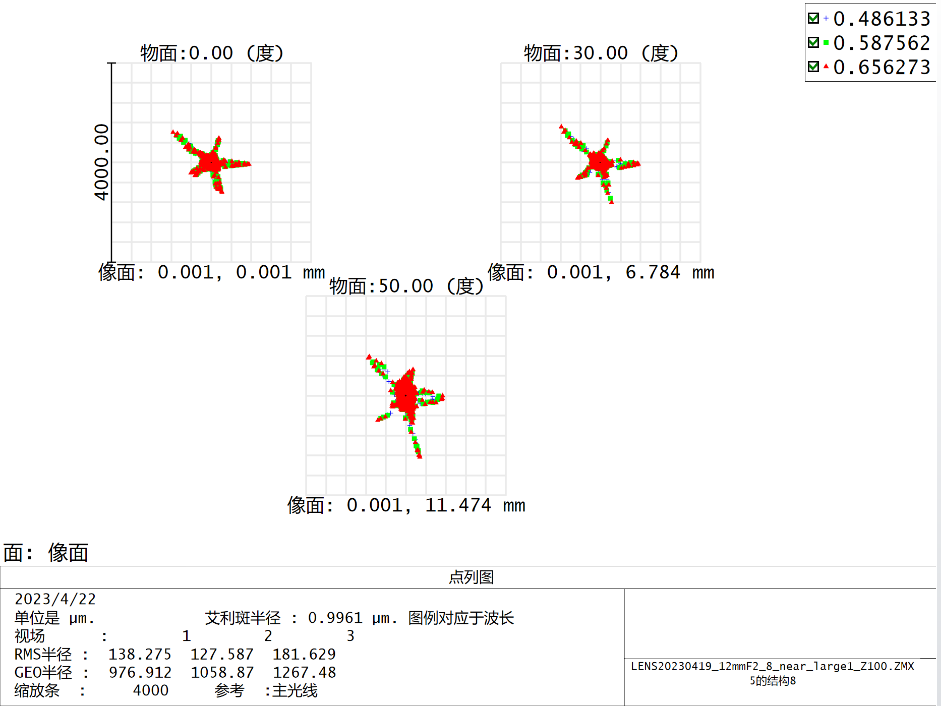 0.486133
0.587562
0.656273
物面:0.00 (度)
物面:30.00 (度)
4000.00
像面: 0.001, 0.001 mm
像面: 0.001, 6.784 mm
物面:50.00 (度)
像面: 0.001, 11.474 mm
面: 像面
点列图
2023/4/22
单位是 µm. 艾利斑半径 : 0.9961 µm. 图例对应于波长
视场 : 1 2 3
RMS半径 : 138.275 127.587 181.629
GEO半径 : 976.912 1058.87 1267.48
缩放条 : 4000 参考 :主光线
LENS20230419_12mmF2_8_near_large1_Z100.ZMX
5的结构8